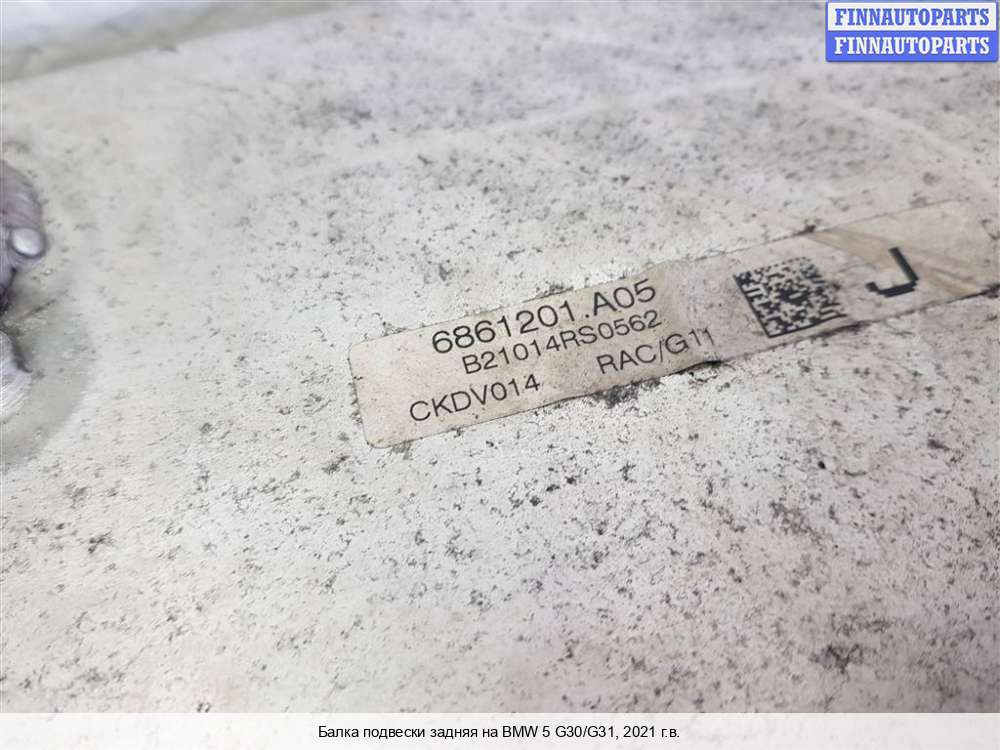 FINNAUTOPARTS
FINNAUTOPARTS
6861201.A05
B21014RS0562
CKDV014 RAC/G11
J
Балка подвески задняя на BMW 5 G30/G31, 2021 г.в.